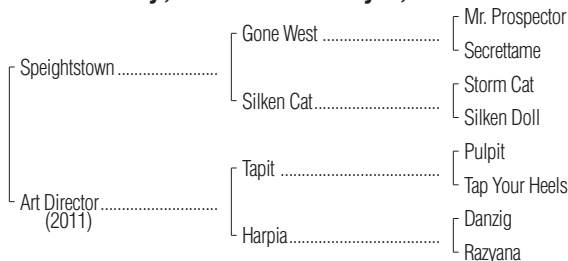 Mr. Prospector
Gone West
Secrettame
Speightstown
Storm Cat
Silken Cat
Silken Doll
Pulpit
Tapit
Tap Your Heels
Art Director
(2011)
Danzig
Harpia
Razyana